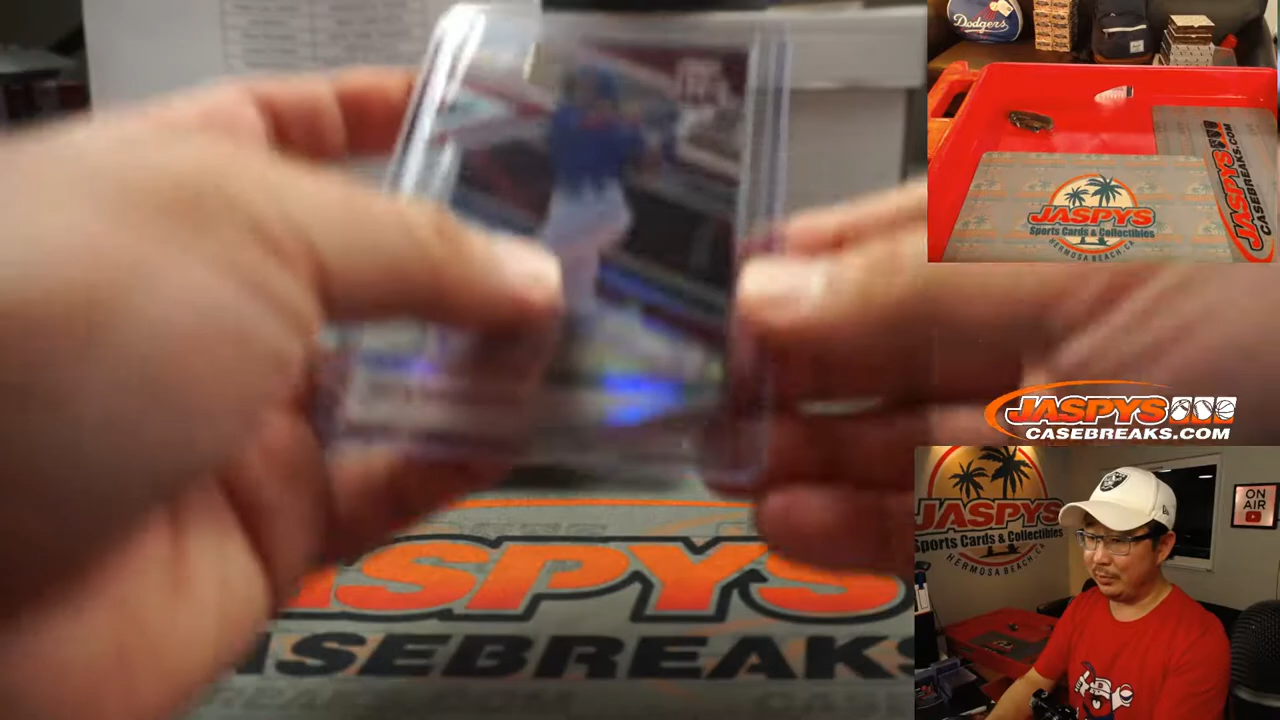 Dodgers
JASPYS
CASEBREAKS.COM
JASPYS
Sports Cards & Collectibles
HERMOSA BEACH, CA
JASPYS
CASEBREAKS.COM
JASPYS
Sports Cards & Collectibles
HERMOSA BEACH, CA
ON
AIR
JASPYS
CASEBREAKS